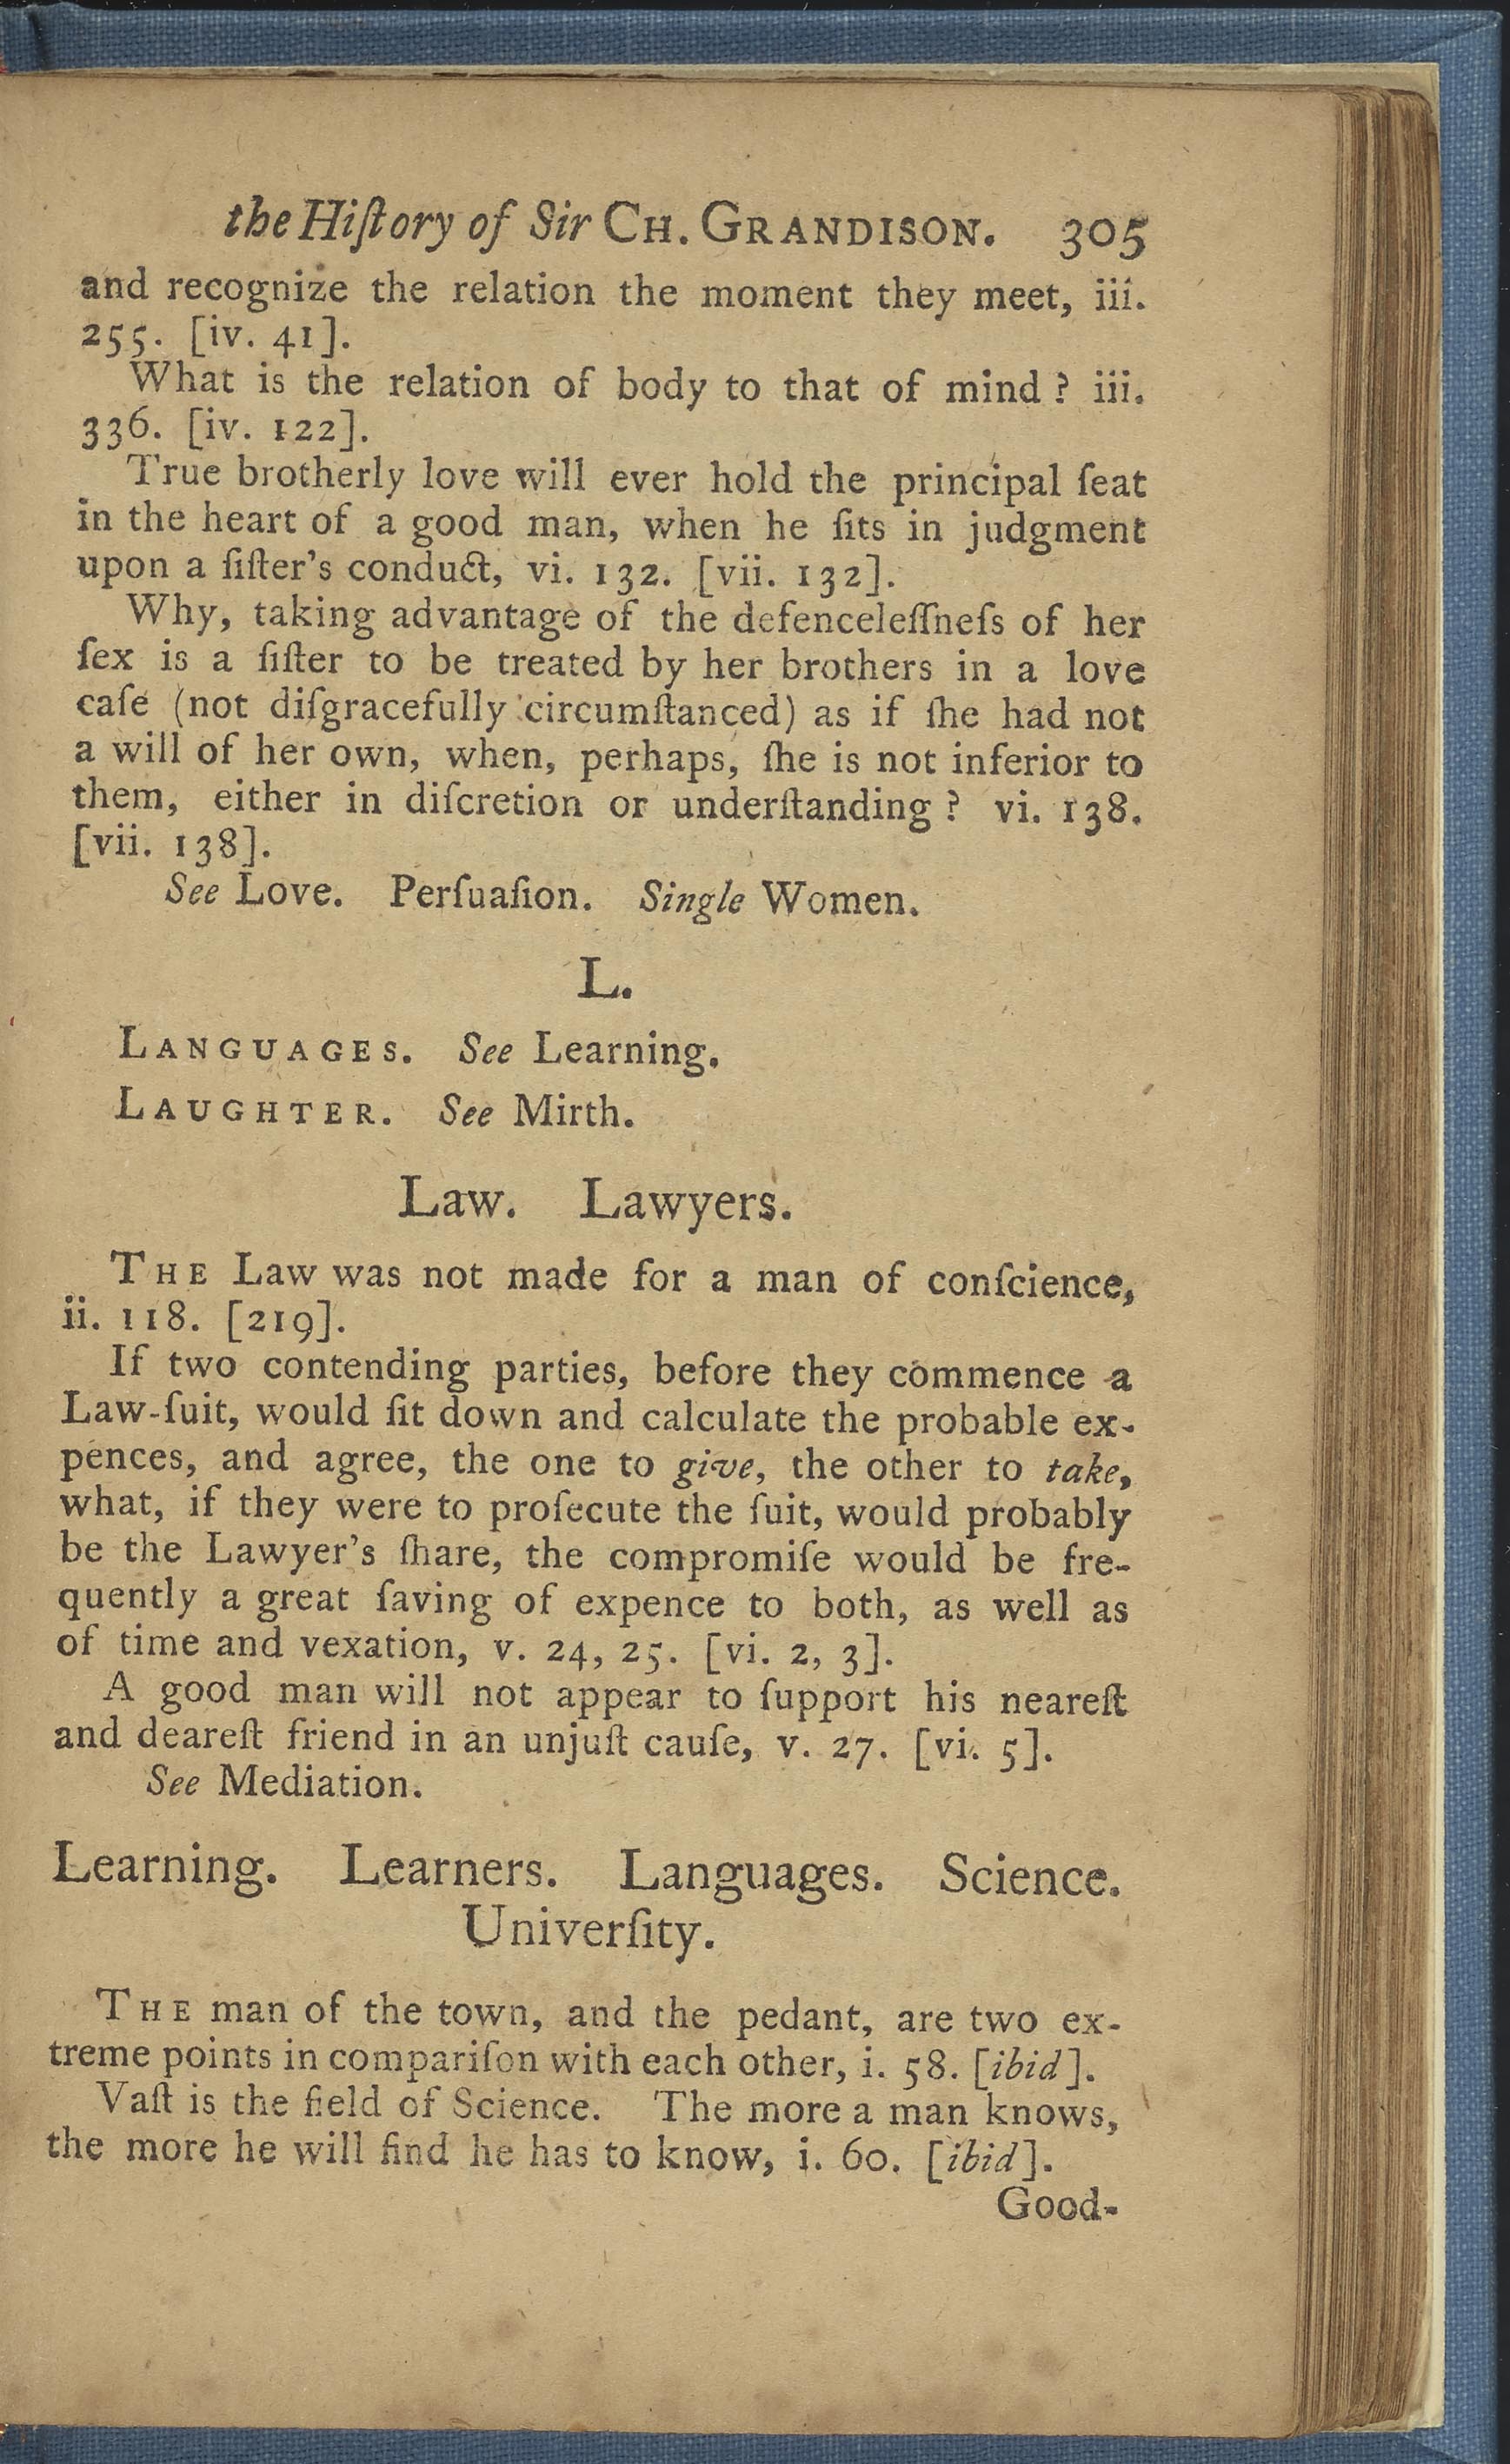 the Hiſtory of Sir CH. GRANDISON. 305
and recognize the relation the moment they meet, iii.
255. [iv. 41].
What is the relation of body to that of mind ? iii.
336. [iv. 122].
True brotherly love will ever hold the principal ſeat
in the heart of a good man, when he ſits in judgment
upon a ſiſter's conduct, vi. 132. [vii. 132].
Why, taking advantage of the defenceleſſneſs of her
ſex is a ſiſter to be treated by her brothers in a love
caſe (not diſgracefully circumſtanced) as if ſhe had not
a will of her own, when, perhaps, ſhe is not inferior to
them, either in diſcretion or underſtanding ? vi. 138.
[vii. 138].
See Love. Perſuaſion. Single Women.
L.
LANGUAGES. See Learning.
LAUGHTER. See Mirth.
Law. Lawyers.
THE Law was not made for a man of conſcience,
ii. 118. [219].
If two contending parties, before they commence a
Law-ſuit, would ſit down and calculate the probable ex-
pences, and agree, the one to give, the other to take,
what, if they were to proſecute the ſuit, would probably
be the Lawyer's ſhare, the compromiſe would be fre-
quently a great ſaving of expence to both, as well as
of time and vexation, v. 24, 25. [vi. 2, 3].
A good man will not appear to ſupport his neareſt
and deareſt friend in an unjuſt cauſe, v. 27. [vi. 5].
See Mediation.
Learning. Learners. Languages. Science.
Univerſity.
THE man of the town, and the pedant, are two ex-
treme points in compariſon with each other, i. 58. [ibid].
Vaſt is the field of Science. The more a man knows,
the more he will find he has to know, i. 60. [ibid].
Good-